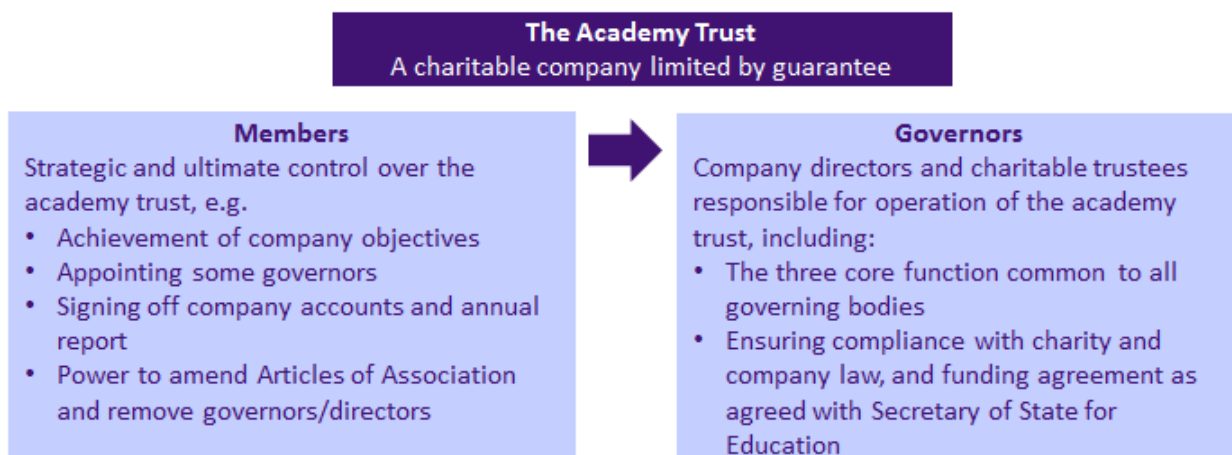 The Academy Trust
A charitable company limited by guarantee
Members
Strategic and ultimate control over the
academy trust, e.g.
• Achievement of company objectives
• Appointing some governors
• Signing off company accounts and annual
report
• Power to amend Articles of Association
and remove governors/directors
Governors
Company directors and charitable trustees
responsible for operation of the academy
trust, including:
• The three core function common to all
governing bodies
• Ensuring compliance with charity and
company law, and funding agreement as
agreed with Secretary of State for
Education